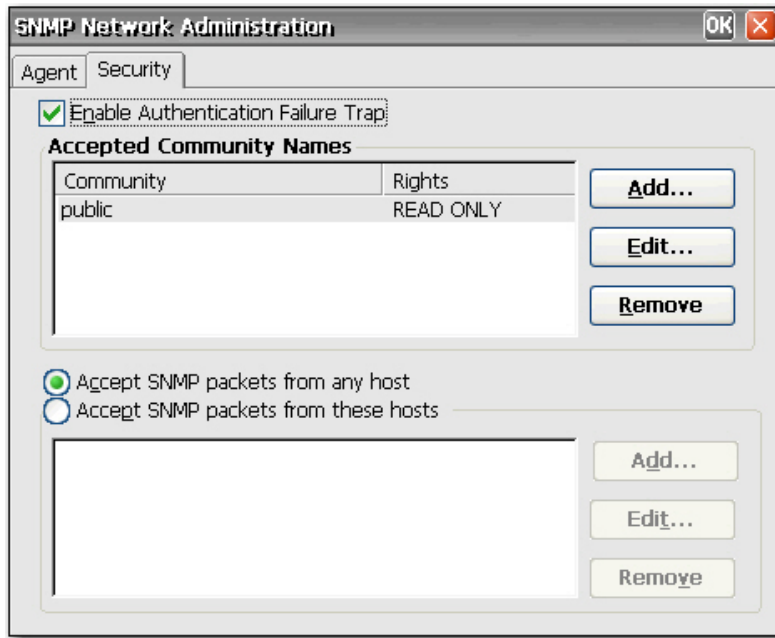 SNMP Network Administration OK
Agent Security
Enable Authentication Failure Trap
Accepted Community Names
Community Rights
public READ ONLY
Add...
Edit...
Remove
Accept SNMP packets from any host
Accept SNMP packets from these hosts
Add...
Edit...
Remove